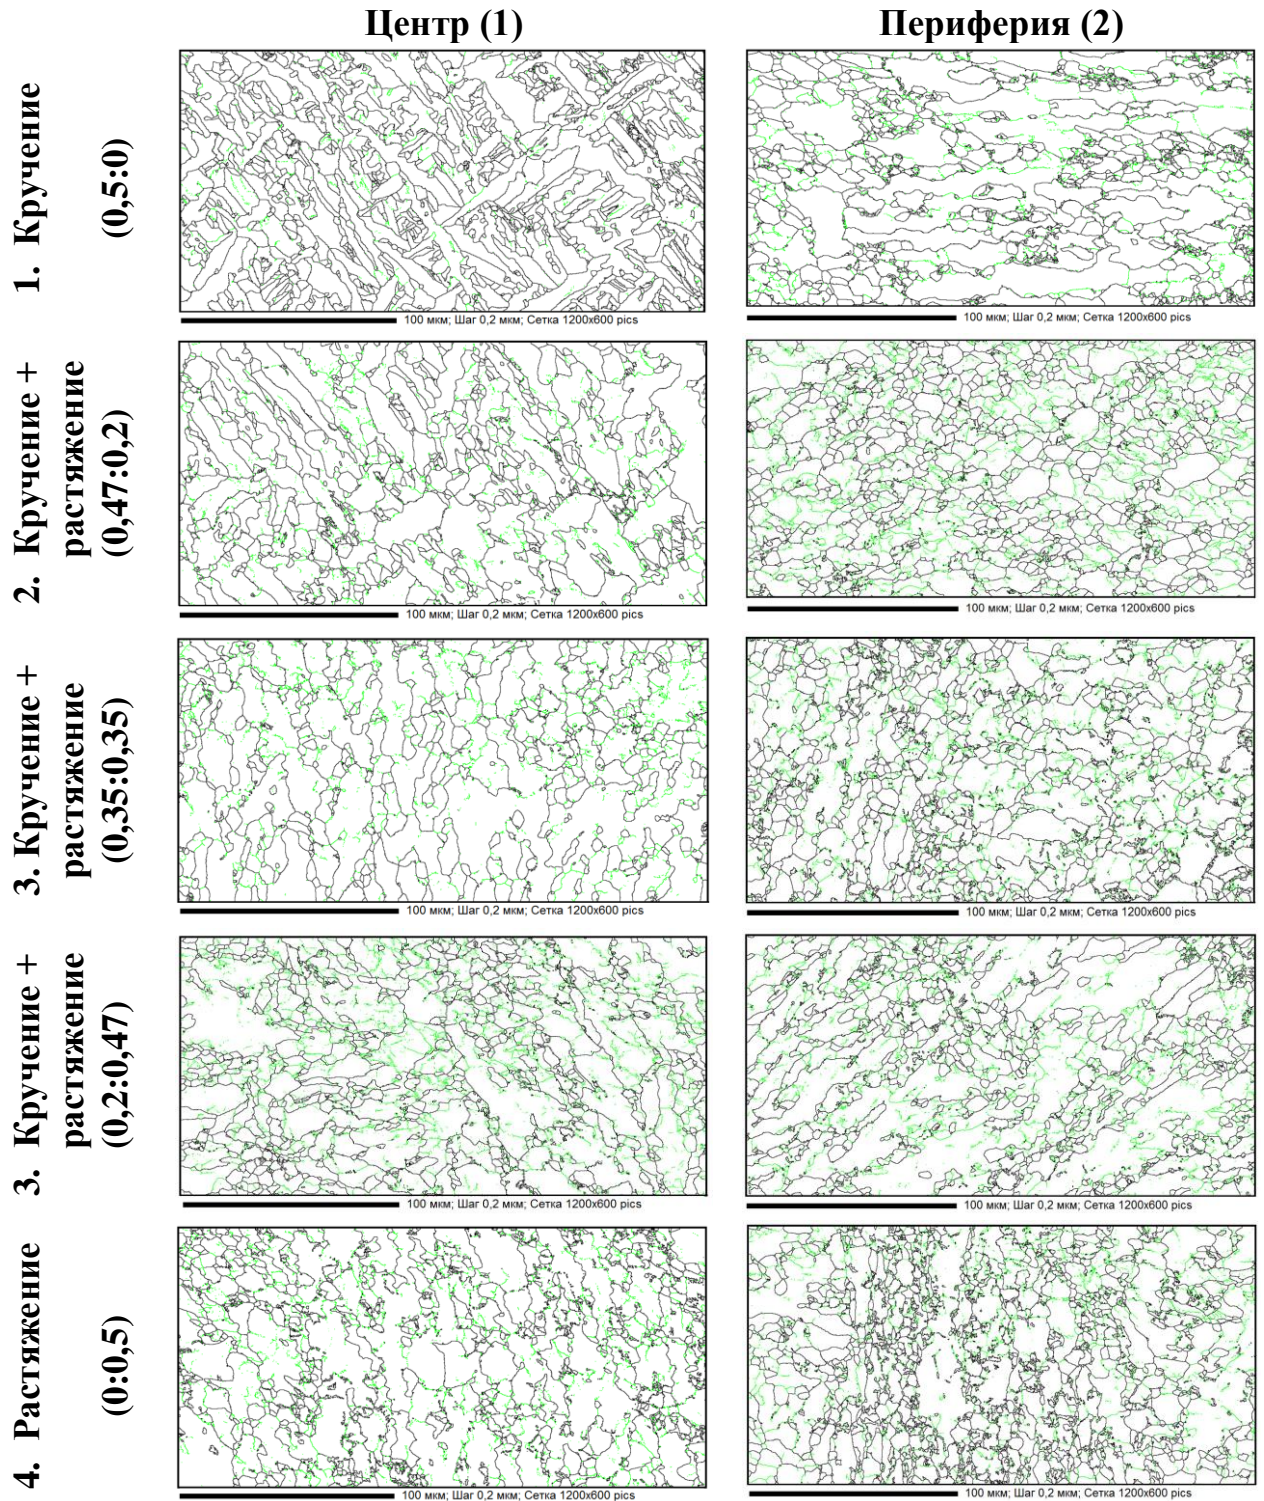 Центр (1)
Периферия (2)
1. Кручение
(0,5:0)
100 мкм; Шаг 0,2 мкм; Сетка 1200x600 pics
100 мкм; Шаг 0,2 мкм; Сетка 1200x600 pics
2. Кручение +
растяжение
(0,47:0,2)
100 мкм; Шаг 0,2 мкм; Сетка 1200x600 pics
100 мкм; Шаг 0,2 мкм; Сетка 1200x600 pics
3. Кручение +
растяжение
(0,35:0,35)
100 мкм; Шаг 0,2 мкм; Сетка 1200x600 pics
100 мкм; Шаг 0,2 мкм; Сетка 1200x600 pics
3. Кручение +
растяжение
(0,2:0,47)
100 мкм; Шаг 0,2 мкм; Сетка 1200x600 pics
100 мкм; Шаг 0,2 мкм; Сетка 1200x600 pics
4. Растяжение
(0:0,5)
100 мкм; Шаг 0,2 мкм; Сетка 1200x600 pics
100 мкм; Шаг 0,2 мкм; Сетка 1200x600 pics